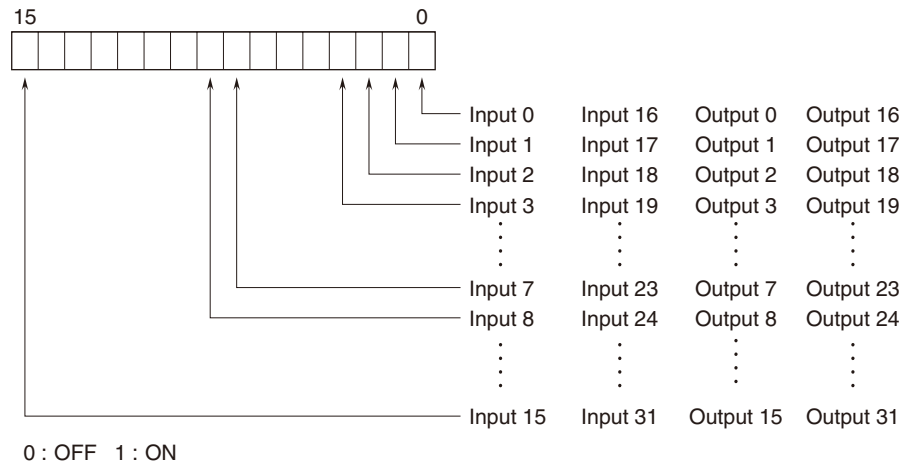 15 0
Input 0 Input 16 Output 0 Output 16
Input 1 Input 17 Output 1 Output 17
Input 2 Input 18 Output 2 Output 18
Input 3 Input 19 Output 3 Output 19
Input 7 Input 23 Output 7 Output 23
Input 8 Input 24 Output 8 Output 24
Input 15 Input 31 Output 15 Output 31
0 : OFF 1 : ON